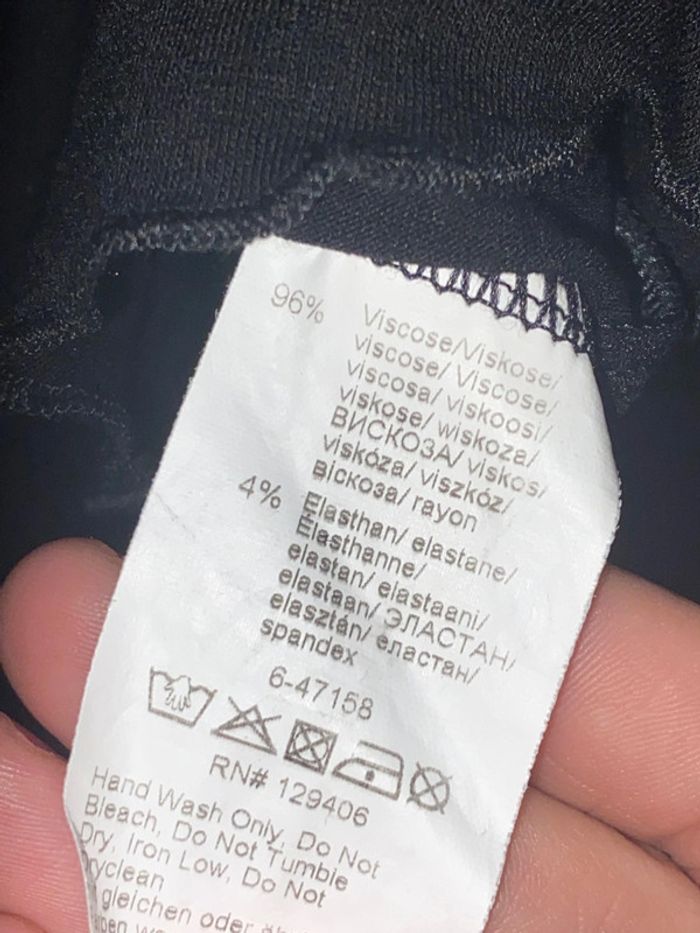 96% Viscose/Viskose/
viscose/ Viscose/
viscosa/ viskoosi/
viskose/ wiskoza/
ВИСКОЗА/ viskos/
viskóza/ viszkóz/
віскоза/ rayon
4% Elasthan/ elastane/
Élasthanne/
elastan/ elastaani/
elastaan/ ЭЛАСТАН/
elasztán/ еластан/
spandex
6-47158
RN# 129406
Hand Wash Only, Do Not
Bleach, Do Not Tumble
Dry, Iron Low, Do Not
Dryclean
gleichen oder